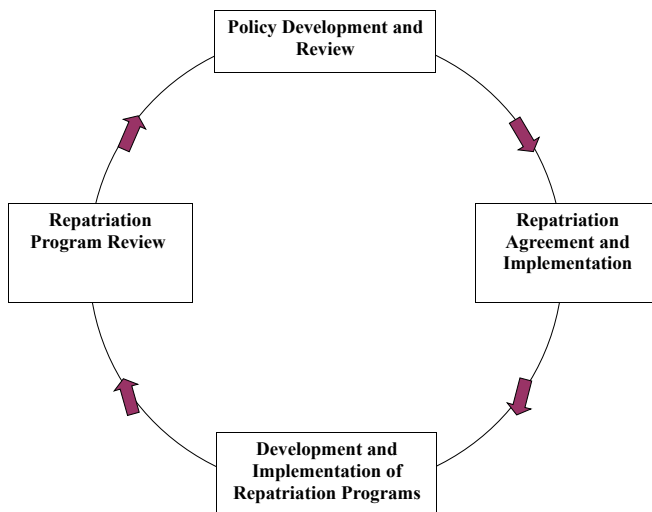 Policy Development and
Review
Repatriation
Program Review
Repatriation
Agreement and
Implementation
Development and
Implementation of
Repatriation Programs